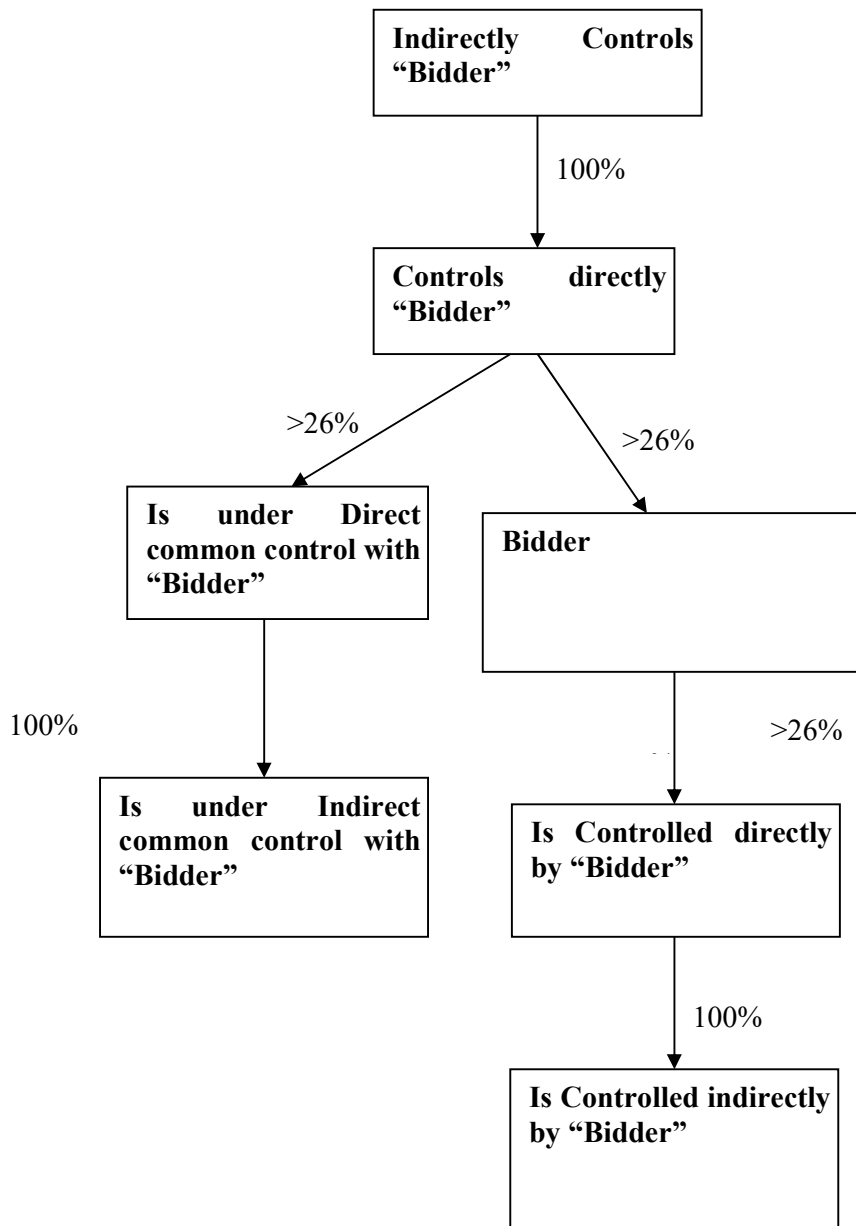 Indirectly Controls
“Bidder”
100%
Controls directly
“Bidder”
>26%
>26%
Is under Direct
common control with
“Bidder”
Bidder
100%
>26%
Is under Indirect
common control with
“Bidder”
Is Controlled directly
by “Bidder”
100%
Is Controlled indirectly
by “Bidder”